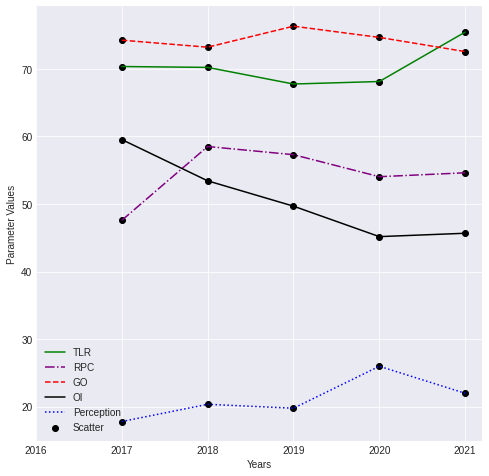 70
60
50
40
30
20
Parameter Values
TLR
RPC
GO
OI
Perception
Scatter
2016 2017 2018 2019 2020 2021
Years